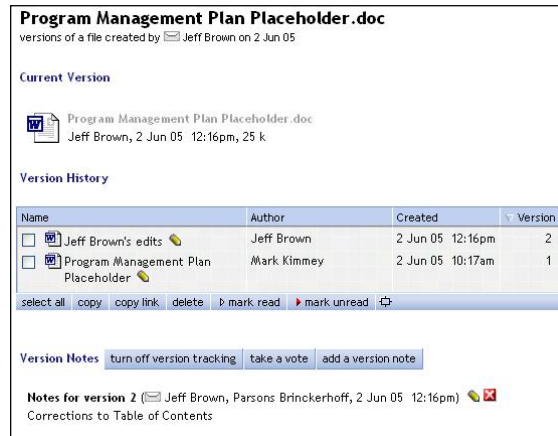 Program Management Plan Placeholder.doc
versions of a file created by Jeff Brown on 2 Jun 05
Current Version
Program Management Plan Placeholder.doc
Jeff Brown, 2 Jun 05 12:16pm, 25 k
Version History
Name Author Created Version
Jeff Brown's edits Jeff Brown 2 Jun 05 12:16pm 2
Program Management Plan Mark Kimmey 2 Jun 05 10:17am 1
Placeholder
select all copy copy link delete mark read mark unread
Version Notes turn off version tracking take a vote add a version note
Notes for version 2 (Jeff Brown, Parsons Brinckerhoff, 2 Jun 05 12:16pm)
Corrections to Table of Contents